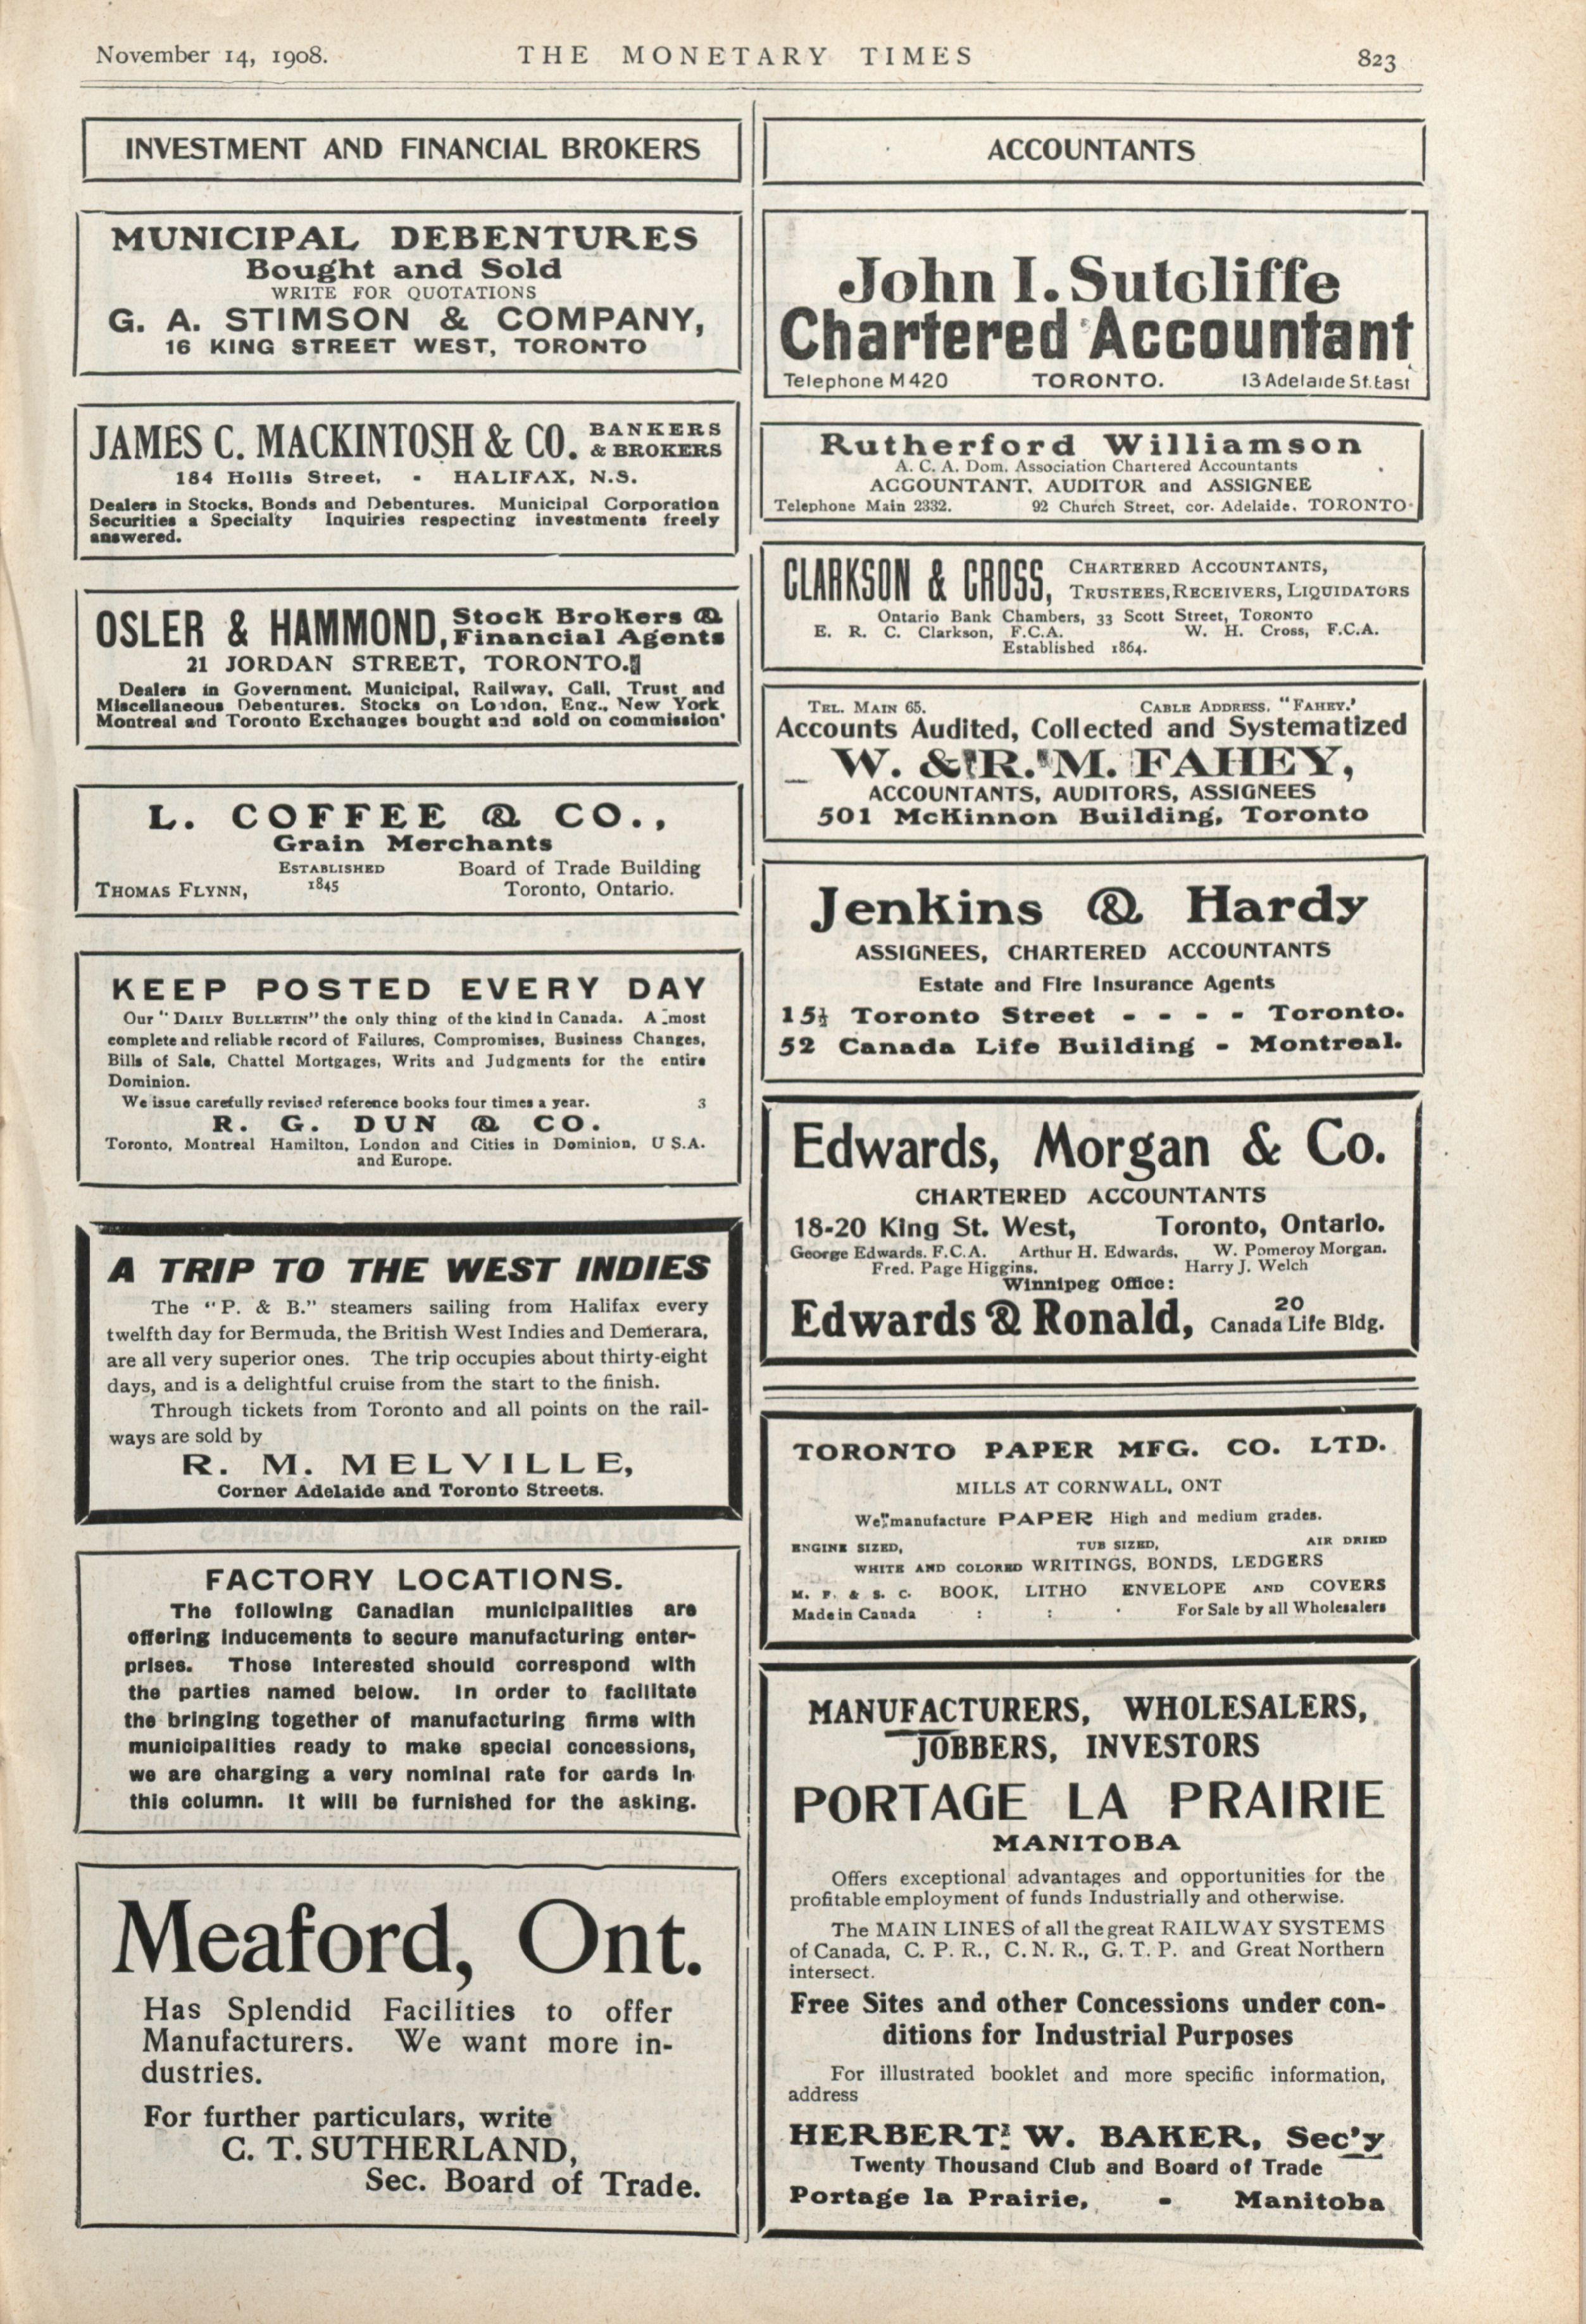 November 14, 1908.
THE MONETARY TIMES
823
INVESTMENT AND FINANCIAL BROKERS
MUNICIPAL DEBENTURES
Bought and Sold
WRITE FOR QUOTATIONS
G. A. STIMSON & COMPANY,
16 KING STREET WEST, TORONTO
JAMES C. MACKINTOSH & CO. BANKERS
& BROKERS
184 Hollis Street, - HALIFAX, N.S.
Dealers in Stocks, Bonds and Debentures. Municipal Corporation
Securities a Specialty Inquiries respecting investments freely
answered.
OSLER & HAMMOND, Stock Brokers &
Financial Agents
21 JORDAN STREET, TORONTO.
Dealers in Government, Municipal, Railway, Call, Trust and
Miscellaneous Debentures. Stocks on London, Eng., New York
Montreal and Toronto Exchanges bought and sold on commission'
L. COFFEE & CO.,
Grain Merchants
ESTABLISHED Board of Trade Building
THOMAS FLYNN, 1845 Toronto, Ontario.
KEEP POSTED EVERY DAY
Our "DAILY BULLETIN" the only thing of the kind in Canada. A most
complete and reliable record of Failures, Compromises, Business Changes,
Bills of Sale, Chattel Mortgages, Writs and Judgments for the entire
Dominion.
We issue carefully revised reference books four times a year. 3
R. G. DUN & CO.
Toronto, Montreal Hamilton, London and Cities in Dominion, U S.A.
and Europe.
A TRIP TO THE WEST INDIES
The "P. & B." steamers sailing from Halifax every
twelfth day for Bermuda, the British West Indies and Demerara,
are all very superior ones. The trip occupies about thirty-eight
days, and is a delightful cruise from the start to the finish.
Through tickets from Toronto and all points on the rail-
ways are sold by
R. M. MELVILLE,
Corner Adelaide and Toronto Streets.
FACTORY LOCATIONS.
The following Canadian municipalities are
offering inducements to secure manufacturing enter-
prises. Those interested should correspond with
the parties named below. In order to facilitate
the bringing together of manufacturing firms with
municipalities ready to make special concessions,
we are charging a very nominal rate for cards in
this column. It will be furnished for the asking.
Meaford, Ont.
Has Splendid Facilities to offer
Manufacturers. We want more in-
dustries.
For further particulars, write
C. T. SUTHERLAND,
Sec. Board of Trade.
ACCOUNTANTS
John I. Sutcliffe
Chartered Accountant
Telephone M 420 TORONTO. 13 Adelaide St. East
Rutherford Williamson
A. C. A. Dom. Association Chartered Accountants
ACCOUNTANT, AUDITOR and ASSIGNEE
Telephone Main 2332. 92 Church Street, cor. Adelaide. TORONTO
CLARKSON & CROSS, CHARTERED ACCOUNTANTS,
TRUSTEES, RECEIVERS, LIQUIDATORS
Ontario Bank Chambers, 33 Scott Street, TORONTO
E. R. C. Clarkson, F.C.A. W. H. Cross, F.C.A.
Established 1864.
TEL. MAIN 65. CABLE ADDRESS. "FAHEY.'
Accounts Audited, Collected and Systematized
W. & R. M. FAHEY,
ACCOUNTANTS, AUDITORS, ASSIGNEES
501 McKinnon Building, Toronto
Jenkins & Hardy
ASSIGNEES, CHARTERED ACCOUNTANTS
Estate and Fire Insurance Agents
15½ Toronto Street - - - - Toronto.
52 Canada Life Building - Montreal.
Edwards, Morgan & Co.
CHARTERED ACCOUNTANTS
18-20 King St. West, Toronto, Ontario.
George Edwards. F.C.A. Arthur H. Edwards, W. Pomeroy Morgan.
Fred. Page Higgins. Harry J. Welch
Winnipeg Office:
Edwards & Ronald, 20
Canada Life Bldg.
TORONTO PAPER MFG. CO. LTD.
MILLS AT CORNWALL, ONT
We manufacture PAPER High and medium grades.
ENGINE SIZED, TUB SIZED, AIR DRIED
WHITE AND COLORED WRITINGS, BONDS, LEDGERS
M. F. & S. C. BOOK, LITHO ENVELOPE AND COVERS
Made in Canada : : · For Sale by all Wholesalers
MANUFACTURERS, WHOLESALERS,
JOBBERS, INVESTORS
PORTAGE LA PRAIRIE
MANITOBA
Offers exceptional advantages and opportunities for the
profitable employment of funds Industrially and otherwise.
The MAIN LINES of all the great RAILWAY SYSTEMS
of Canada, C. P. R., C. N. R., G. T. P. and Great Northern
intersect.
Free Sites and other Concessions under con-
ditions for Industrial Purposes
For illustrated booklet and more specific information,
address
HERBERT W. BAKER, Sec'y
Twenty Thousand Club and Board of Trade
Portage la Prairie, - Manitoba